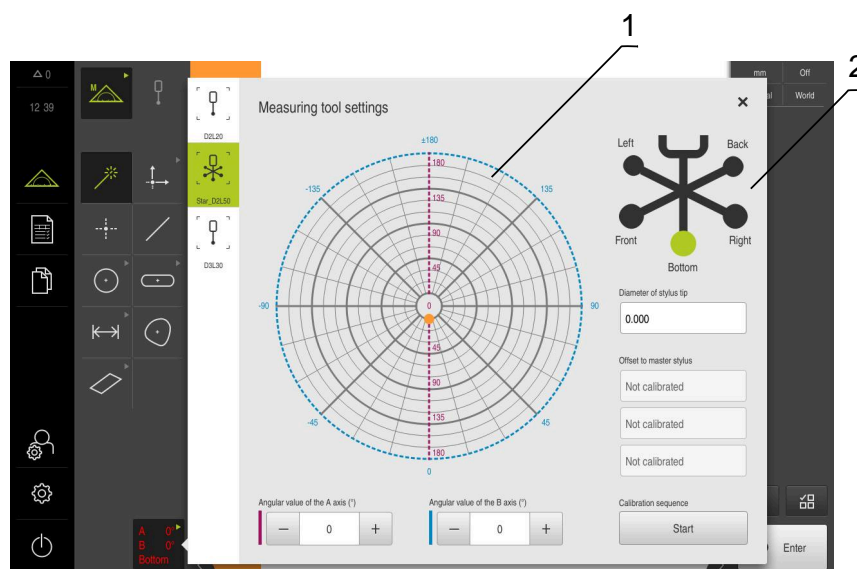 1
2
0
12 39
M
mm
Off
al
World
Measuring tool settings
D2L20
Star_D2L50
D3L30
±180
180
-135
135
135
90
45
-90
0
90
45
90
-45
135
45
180
0
Left
Back
Front
Right
Bottom
Diameter of stylus tip
0.000
Offset to master stylus
Not calibrated
Not calibrated
Not calibrated
Angular value of the A axis (°)
Angular value of the B axis (°)
Calibration sequence
− 0 +
− 0 +
Start
A 0°
B 0°
Bottom
Enter